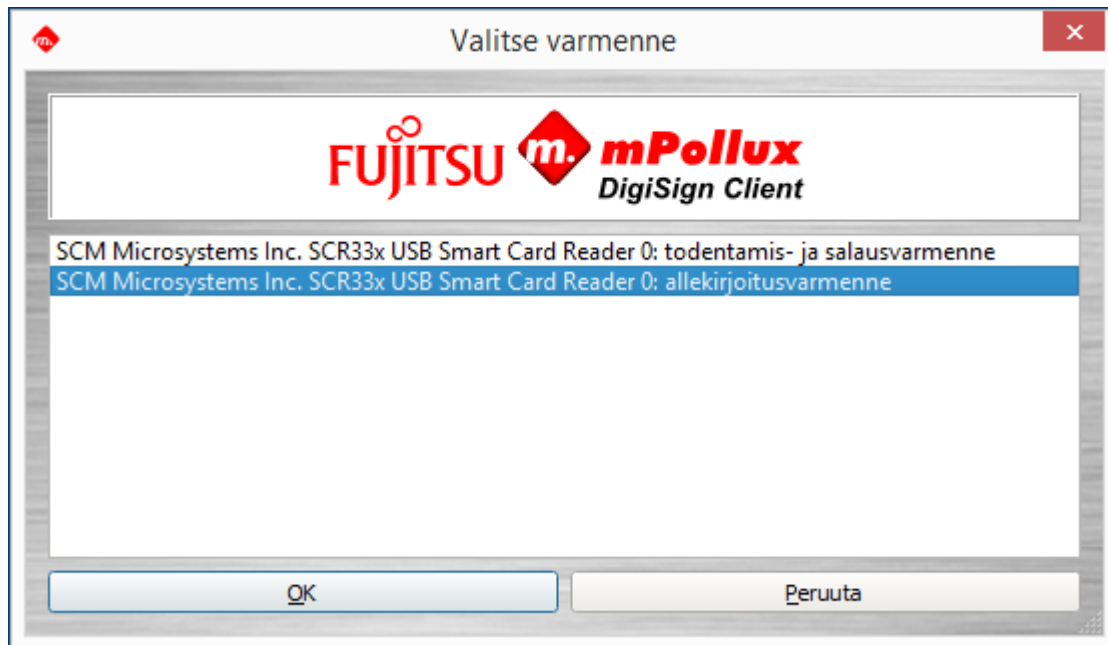 Valitse varmenne
FUJITSU m. mPollux
DigiSign Client
SCM Microsystems Inc. SCR33x USB Smart Card Reader 0: todentamis- ja salausvarmenne
SCM Microsystems Inc. SCR33x USB Smart Card Reader 0: allekirjoitusvarmenne
OK Peruuta